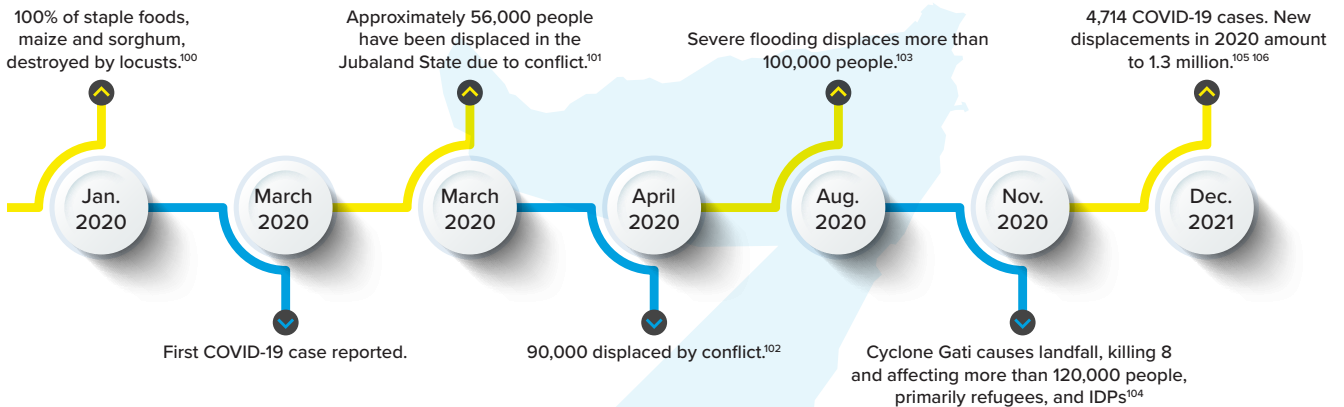 100% of staple foods,
maize and sorghum,
destroyed by locusts.100
Jan.
2020
First COVID-19 case reported.
March
2020
Approximately 56,000 people
have been displaced in the
Jubaland State due to conflict.101
March
2020
90,000 displaced by conflict.102
April
2020
Severe flooding displaces more than
100,000 people.103
Aug.
2020
Cyclone Gati causes landfall, killing 8
and affecting more than 120,000 people,
primarily refugees, and IDPs104
Nov.
2020
4,714 COVID-19 cases. New
displacements in 2020 amount
to 1.3 million.105 106
Dec.
2021